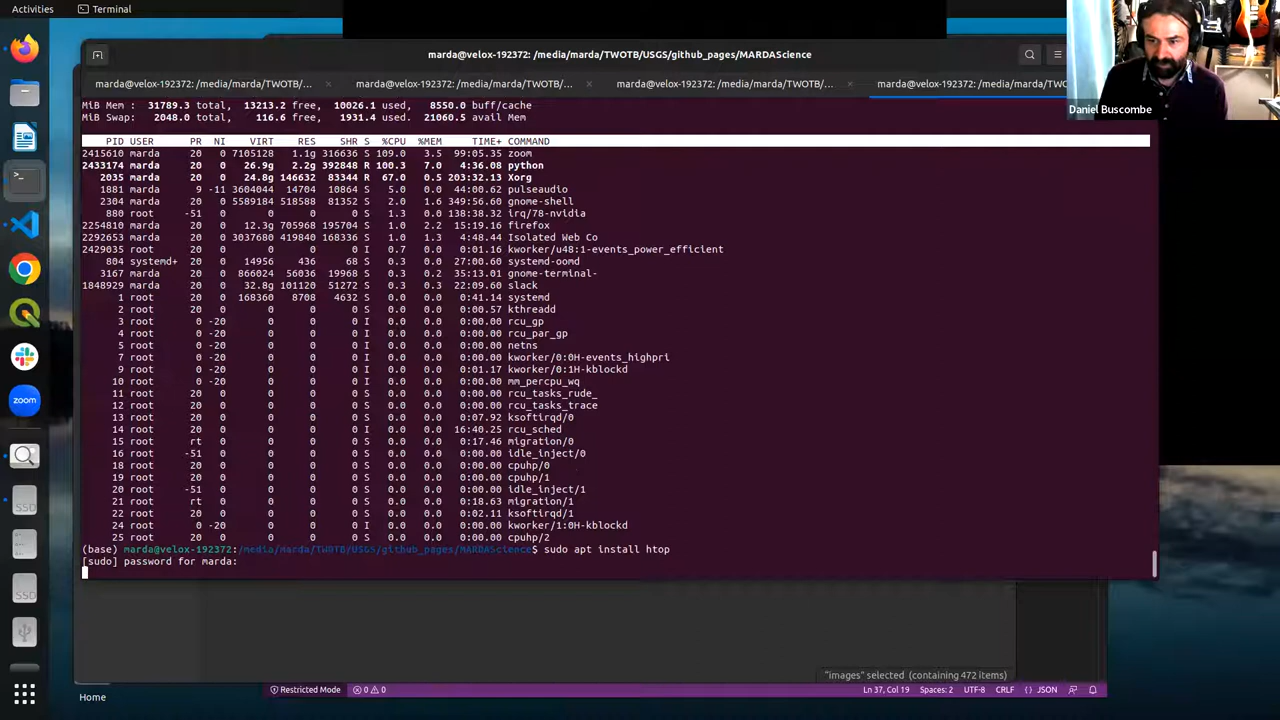 Activities
Terminal
marda@velox-192372: /media/marda/TWOTB/USGS/github_pages/MARDAScience
marda@velox-192372: /media/marda/TWOTB/... × marda@velox-192372: /media/marda/TWOTB/... × marda@velox-192372: /media/marda/TWOTB/... × marda@velox-192372: /media/marda/TWOTB/...
Daniel Buscombe
MiB Mem : 31789.3 total, 13213.2 free, 10026.1 used, 8550.0 buff/cache
MiB Swap: 2048.0 total, 116.6 free, 1931.4 used. 21060.5 avail Mem
PID USER PR NI VIRT RES SHR S %CPU %MEM TIME+ COMMAND
2415610 marda 20 0 7105128 1.1g 316636 S 109.0 3.5 99:05.35 zoom
2433174 marda 20 0 26.9g 2.2g 392848 R 100.3 7.0 4:36.08 python
2035 marda 20 0 24.8g 146632 83344 R 67.0 0.5 203:32.13 Xorg
1881 marda 9 -11 3604044 14704 10864 S 5.0 0.0 44:00.62 pulseaudio
2304 marda 20 0 5589184 518588 81352 S 2.0 1.6 349:56.60 gnome-shell
880 root -51 0 0 0 0 S 1.3 0.0 138:38.32 irq/78-nvidia
2254810 marda 20 0 12.3g 705968 195704 S 1.0 2.2 15:19.16 firefox
2292653 marda 20 0 3037680 419840 168336 S 1.0 1.3 4:48.44 Isolated Web Co
2429035 root 20 0 0 0 0 I 0.7 0.0 0:01.16 kworker/u48:1-events_power_efficient
804 systemd+ 20 0 14956 436 68 S 0.3 0.0 27:00.60 systemd-oomd
3167 marda 20 0 866024 56036 19968 S 0.3 0.2 35:13.01 gnome-terminal-
1848929 marda 20 0 32.8g 101120 51272 S 0.3 0.3 22:09.60 slack
1 root 20 0 168360 8708 4632 S 0.0 0.0 0:41.14 systemd
2 root 20 0 0 0 0 S 0.0 0.0 0:00.57 kthreadd
3 root 0 -20 0 0 0 I 0.0 0.0 0:00.00 rcu_gp
4 root 0 -20 0 0 0 I 0.0 0.0 0:00.00 rcu_par_gp
5 root 0 -20 0 0 0 I 0.0 0.0 0:00.00 netns
7 root 0 -20 0 0 0 I 0.0 0.0 0:00.00 kworker/0:0H-events_highpri
9 root 0 -20 0 0 0 I 0.0 0.0 0:01.17 kworker/0:1H-kblockd
10 root 0 -20 0 0 0 I 0.0 0.0 0:00.00 mm_percpu_wq
11 root 20 0 0 0 0 S 0.0 0.0 0:00.00 rcu_tasks_rude_
12 root 20 0 0 0 0 S 0.0 0.0 0:00.00 rcu_tasks_trace
13 root 20 0 0 0 0 S 0.0 0.0 0:07.92 ksoftirqd/0
14 root 20 0 0 0 0 I 0.0 0.0 16:40.25 rcu_sched
15 root rt 0 0 0 0 S 0.0 0.0 0:17.46 migration/0
16 root -51 0 0 0 0 S 0.0 0.0 0:00.00 idle_inject/0
18 root 20 0 0 0 0 S 0.0 0.0 0:00.00 cpuhp/0
19 root 20 0 0 0 0 S 0.0 0.0 0:00.00 cpuhp/1
20 root -51 0 0 0 0 S 0.0 0.0 0:00.00 idle_inject/1
21 root rt 0 0 0 0 S 0.0 0.0 0:18.63 migration/1
22 root 20 0 0 0 0 S 0.0 0.0 0:02.11 ksoftirqd/1
24 root 0 -20 0 0 0 I 0.0 0.0 0:00.00 kworker/1:0H-kblockd
25 root 20 0 0 0 0 S 0.0 0.0 0:00.00 cpuhp/2
(base) marda@velox-192372:/media/marda/TWOTB/USGS/github_pages/MARDAScience$ sudo apt install htop
[sudo] password for marda:
zoom
SSD
SSD
"images" selected (containing 472 items)
Restricted Mode 0 0 Ln 37, Col 19 Spaces: 2 UTF-8 CRLF JSON
Home